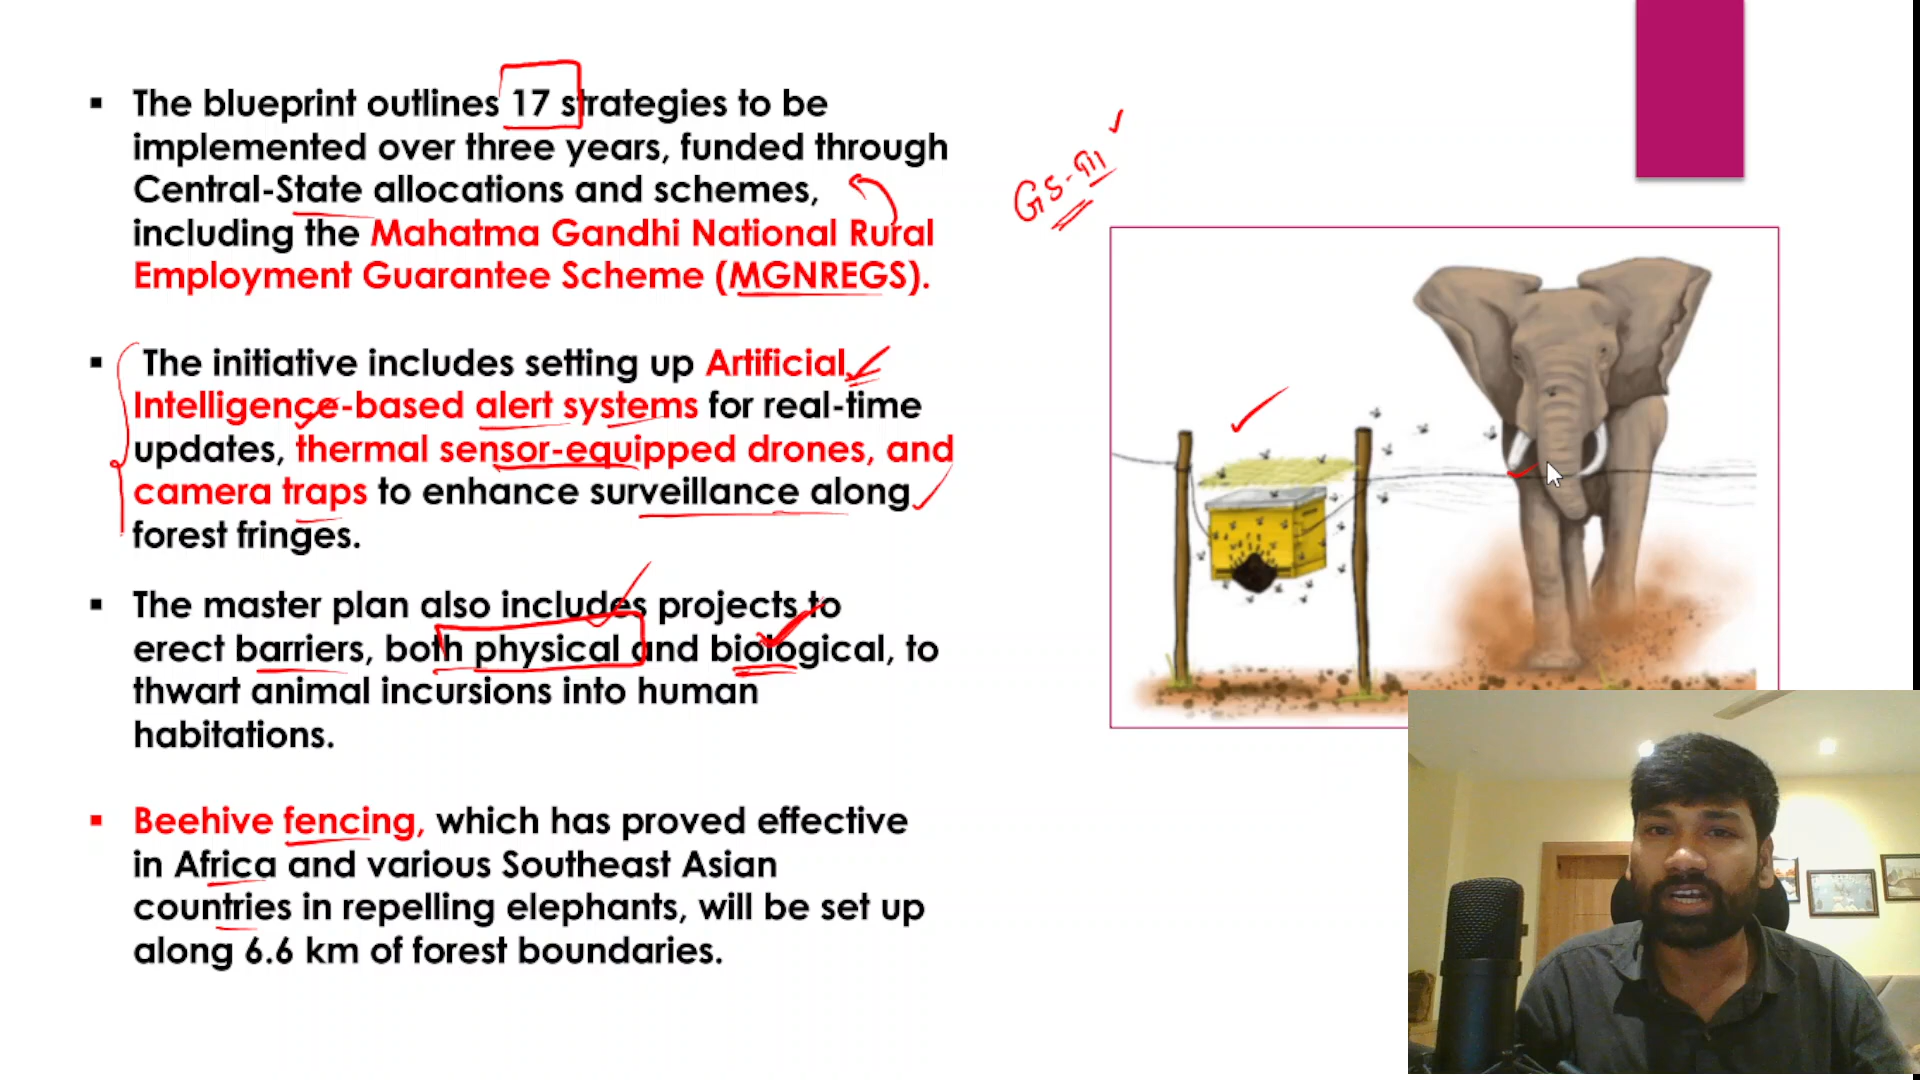 ▪ The blueprint outlines 17 strategies to be
implemented over three years, funded through
Central-State allocations and schemes,
including the Mahatma Gandhi National Rural
Employment Guarantee Scheme (MGNREGS).
▪ The initiative includes setting up Artificial
Intelligence-based alert systems for real-time
updates, thermal sensor-equipped drones, and
camera traps to enhance surveillance along
forest fringes.
▪ The master plan also includes projects to
erect barriers, both physical and biological, to
thwart animal incursions into human
habitations.
▪ Beehive fencing, which has proved effective
in Africa and various Southeast Asian
countries in repelling elephants, will be set up
along 6.6 km of forest boundaries.
GS-III